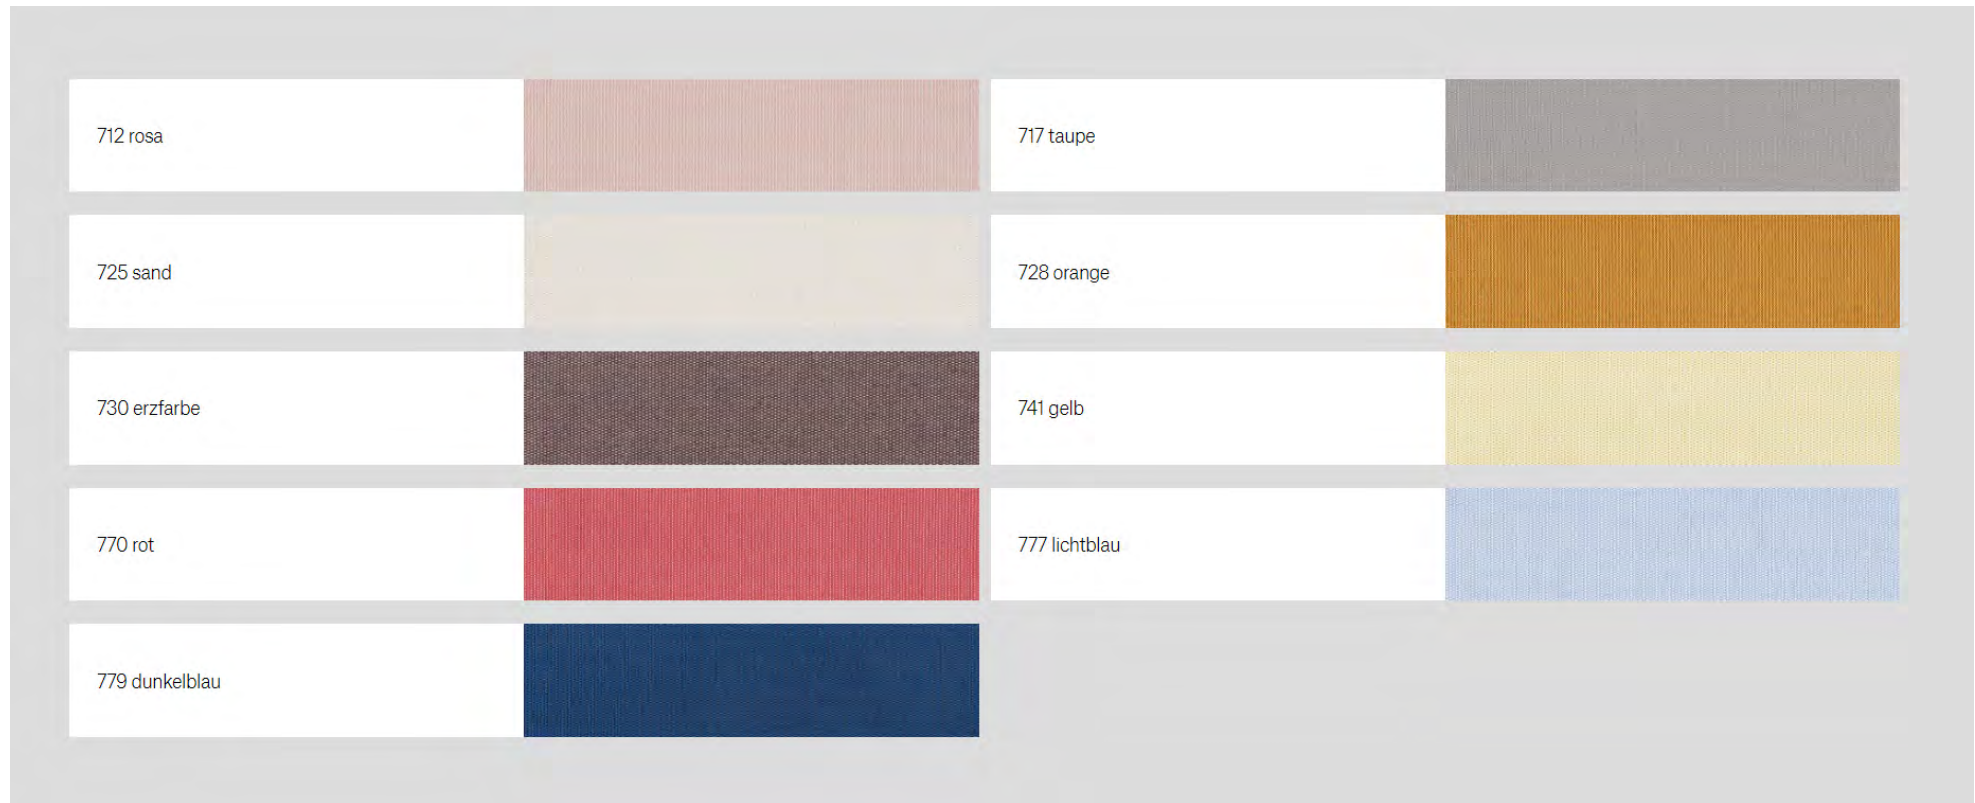 712 rosa
717 taupe
725 sand
728 orange
730 erzfarbe
741 gelb
770 rot
777 lichtblau
779 dunkelblau